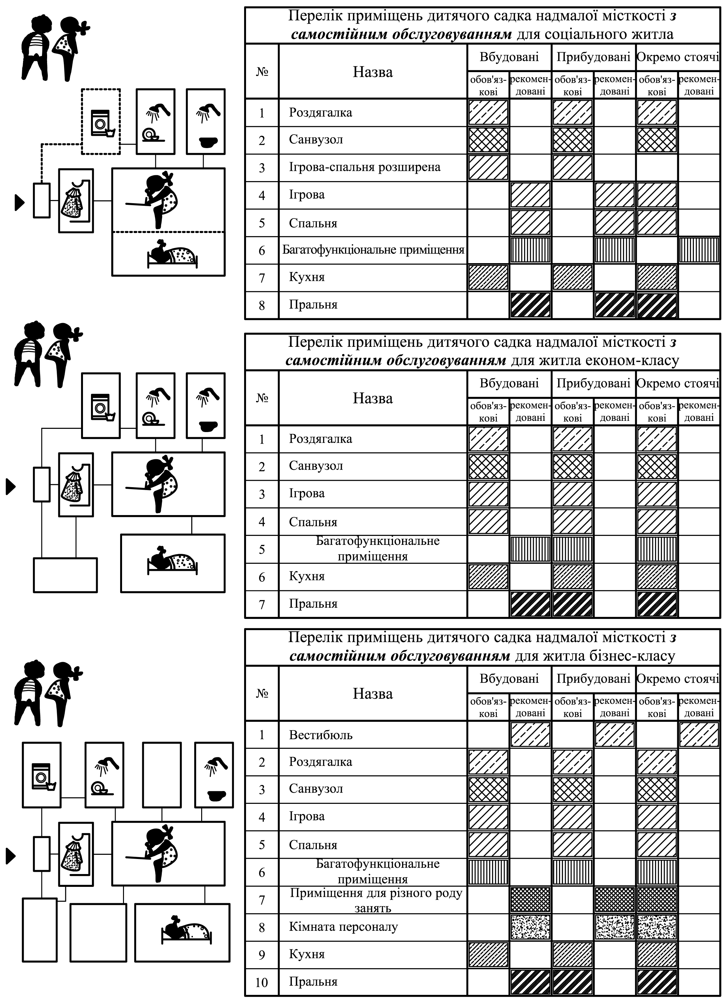 Перелік приміщень дитячого садка надмалої місткості з
самостійним обслуговуванням для соціального житла
№
Назва
Вбудовані
Прибудовані
Окремо стоячі
обов'яз-
кові
рекомен-
довані
обов'яз-
кові
рекомен-
довані
обов'яз-
кові
рекомен-
довані
1 Роздягалка
2 Санвузол
3 Ігрова-спальня розширена
4 Ігрова
5 Спальня
6 Багатофункціональне приміщення
7 Кухня
8 Пральня
Перелік приміщень дитячого садка надмалої місткості з
самостійним обслуговуванням для житла економ-класу
№
Назва
Вбудовані
Прибудовані
Окремо стоячі
обов'яз-
кові
рекомен-
довані
обов'яз-
кові
рекомен-
довані
обов'яз-
кові
рекомен-
довані
1 Роздягалка
2 Санвузол
3 Ігрова
4 Спальня
5 Багатофункціональне
приміщення
6 Кухня
7 Пральня
Перелік приміщень дитячого садка надмалої місткості з
самостійним обслуговуванням для житла бізнес-класу
№
Назва
Вбудовані
Прибудовані
Окремо стоячі
обов'яз-
кові
рекомен-
довані
обов'яз-
кові
рекомен-
довані
обов'яз-
кові
рекомен-
довані
1 Вестибюль
2 Роздягалка
3 Санвузол
4 Ігрова
5 Спальня
6 Багатофункціональне
приміщення
7 Приміщення для різного роду
занять
8 Кімната персоналу
9 Кухня
10 Пральня